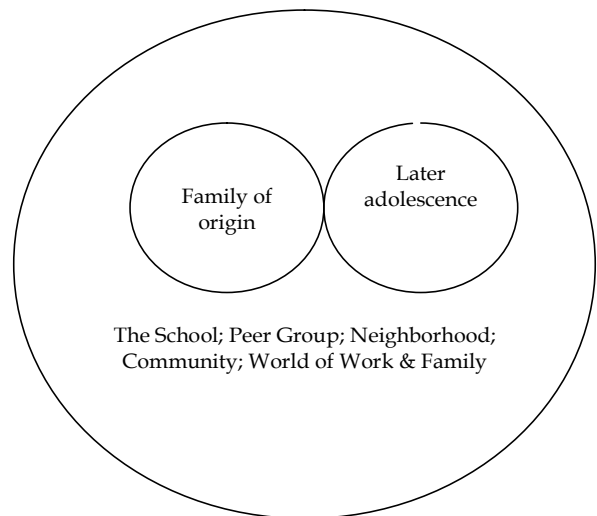 Family of
origin
Later
adolescence
The School; Peer Group; Neighborhood;
Community; World of Work & Family